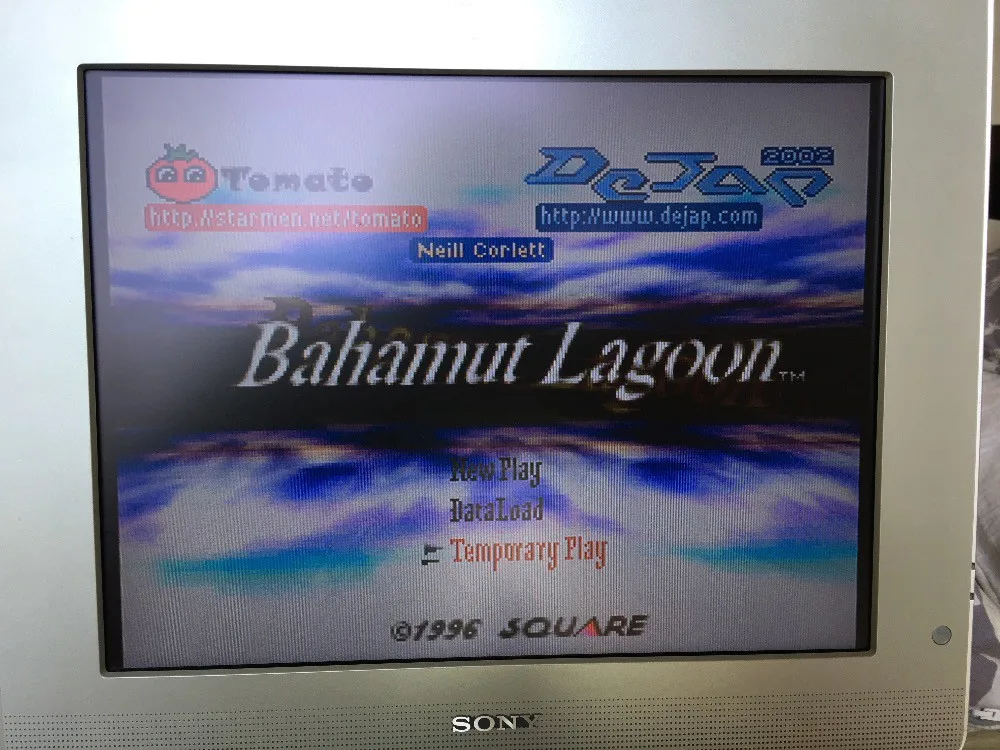 Tomato
DeJap 2002
http://starmen.net/tomato
http://www.dejap.com
Neill Corlett
Bahamut Lagoon™
New Play
DataLoad
Temporary Play
©1996 SQUARE
SONY